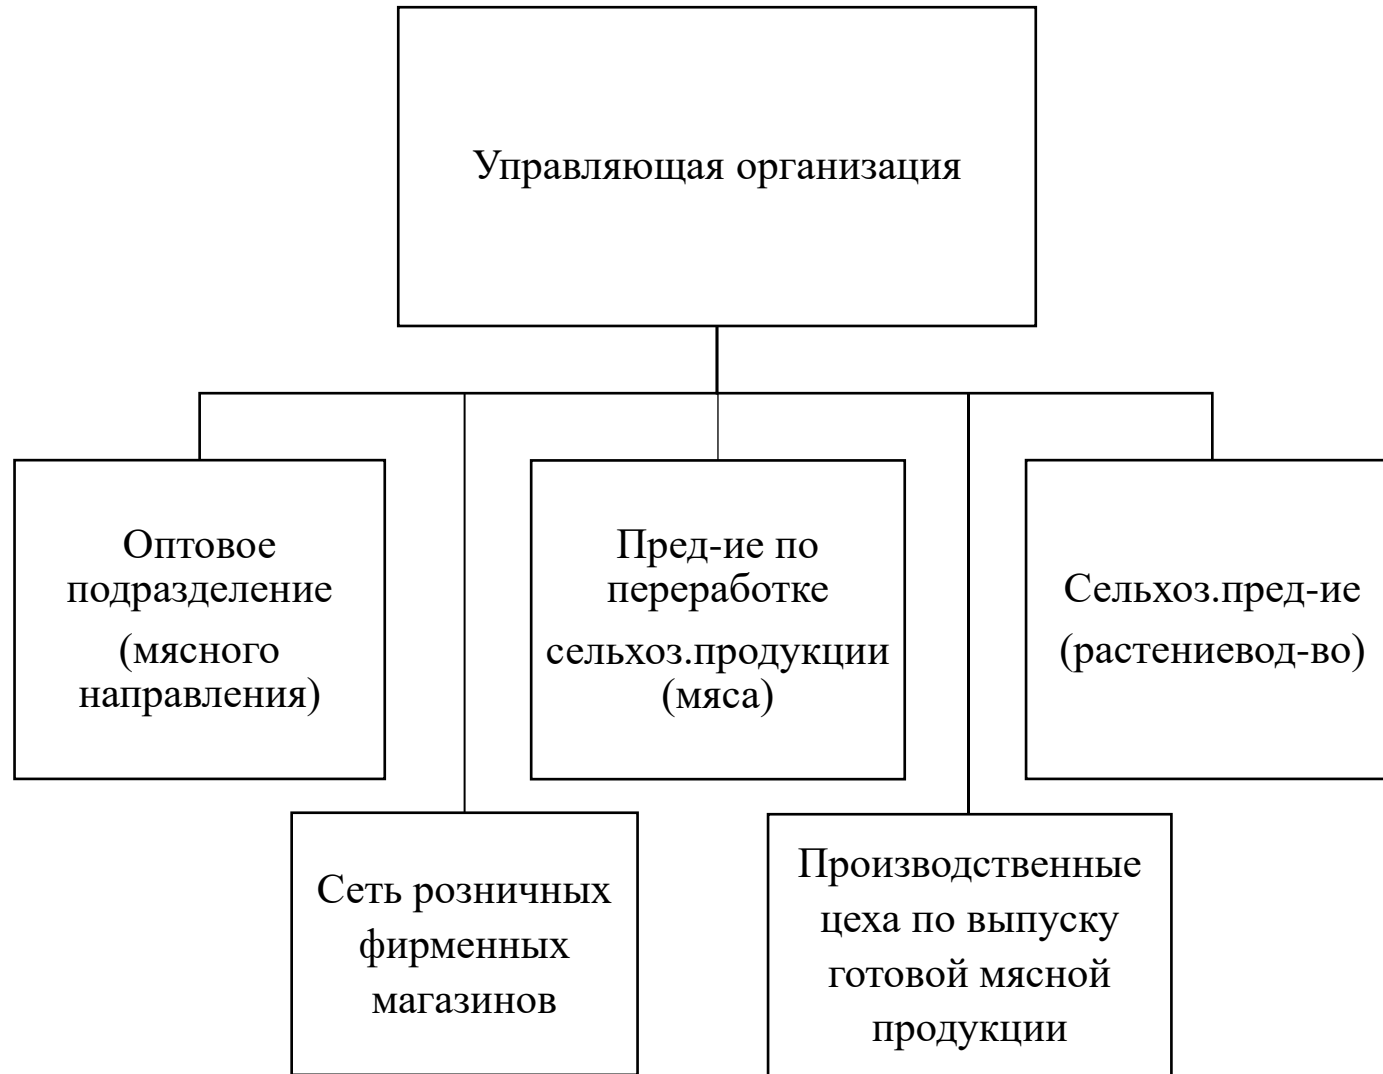 Управляющая организация
Оптовое
подразделение
(мясного
направления)
Пред-ие по
переработке
сельхоз.продукции
(мяса)
Сельхоз.пред-ие
(растениевод-во)
Сеть розничных
фирменных
магазинов
Производственные
цеха по выпуску
готовой мясной
продукции